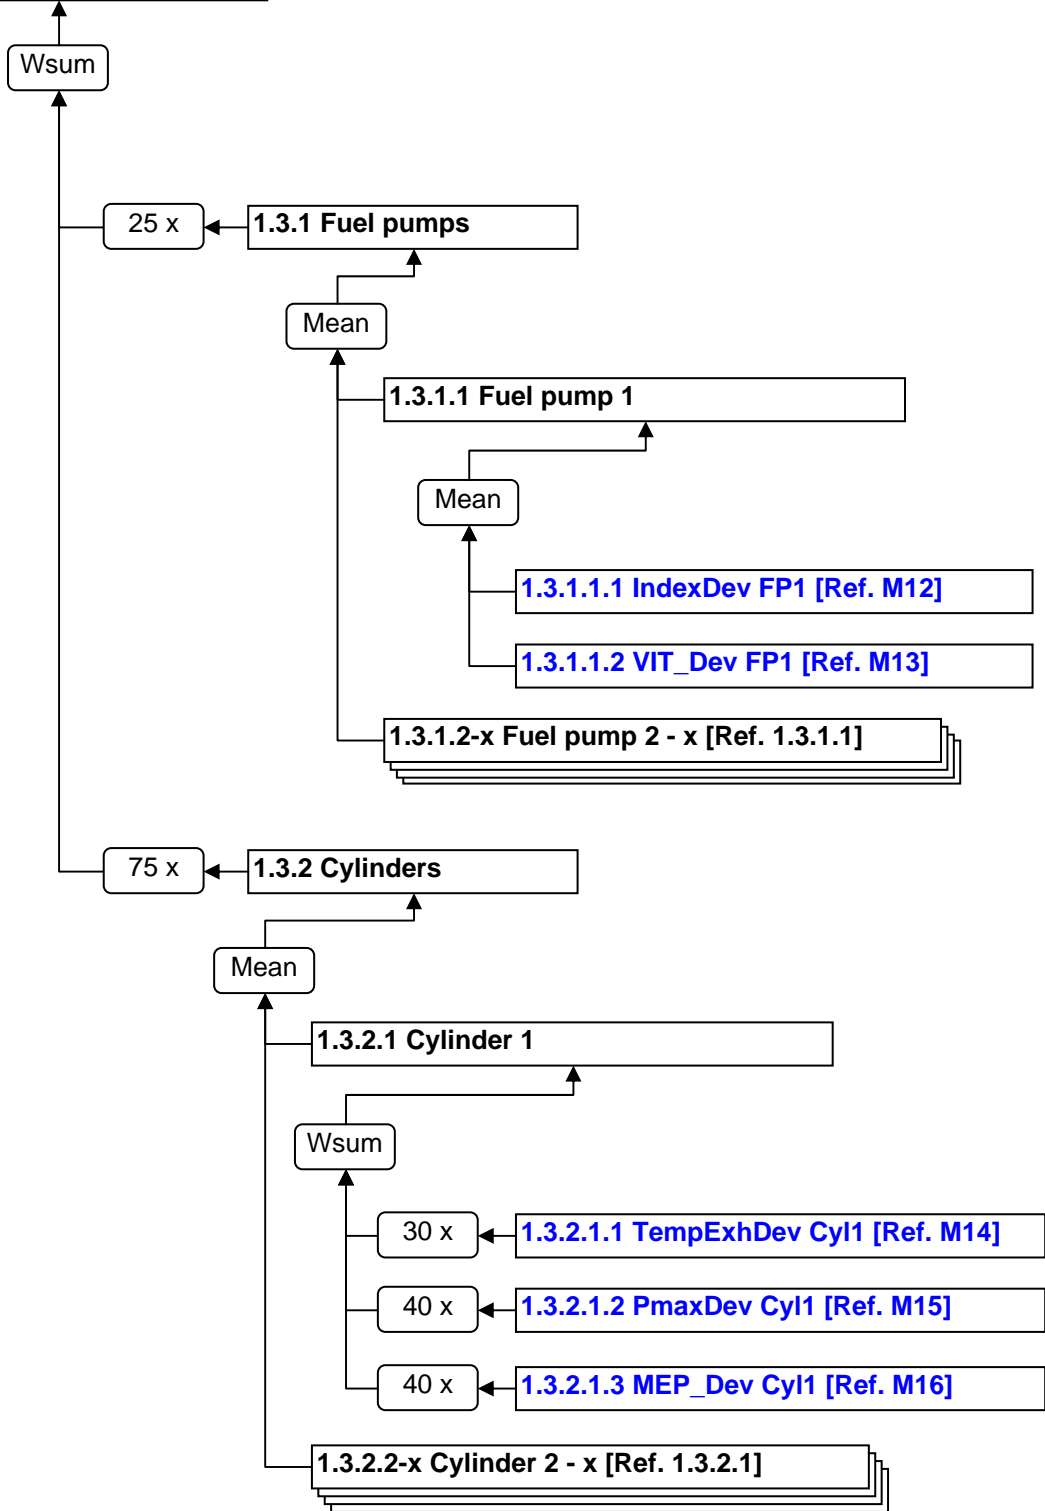 Wsum
25 x
1.3.1 Fuel pumps
Mean
1.3.1.1 Fuel pump 1
Mean
1.3.1.1.1 IndexDev FP1 [Ref. M12]
1.3.1.1.2 VIT_Dev FP1 [Ref. M13]
1.3.1.2-x Fuel pump 2 - x [Ref. 1.3.1.1]
75 x
1.3.2 Cylinders
Mean
1.3.2.1 Cylinder 1
Wsum
30 x
1.3.2.1.1 TempExhDev Cyl1 [Ref. M14]
40 x
1.3.2.1.2 PmaxDev Cyl1 [Ref. M15]
40 x
1.3.2.1.3 MEP_Dev Cyl1 [Ref. M16]
1.3.2.2-x Cylinder 2 - x [Ref. 1.3.2.1]